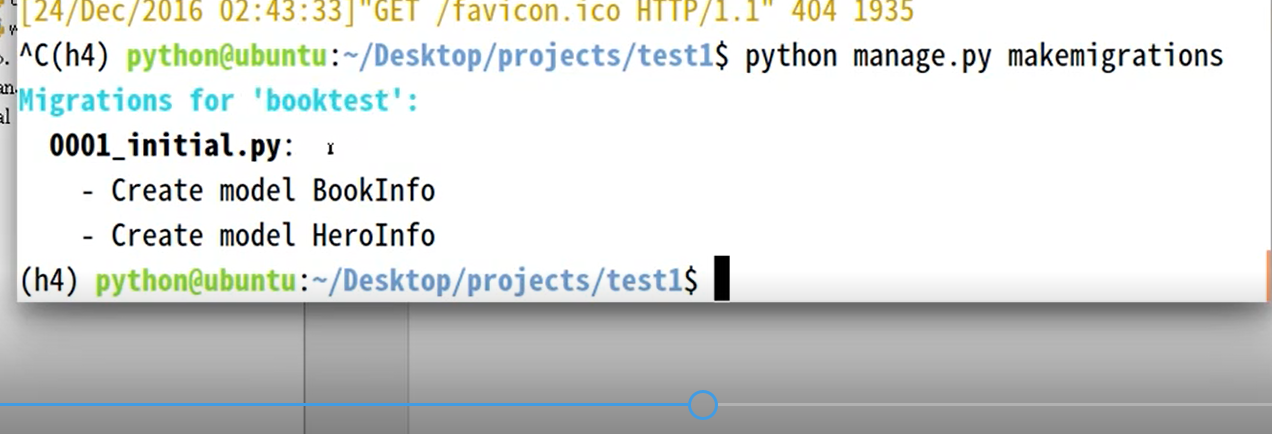 [24/Dec/2016 02:43:33]"GET /favicon.ico HTTP/1.1" 404 1935
^C(h4) python@ubuntu:~/Desktop/projects/test1$ python manage.py makemigrations
Migrations for 'booktest':
0001_initial.py:
- Create model BookInfo
- Create model HeroInfo
(h4) python@ubuntu:~/Desktop/projects/test1$